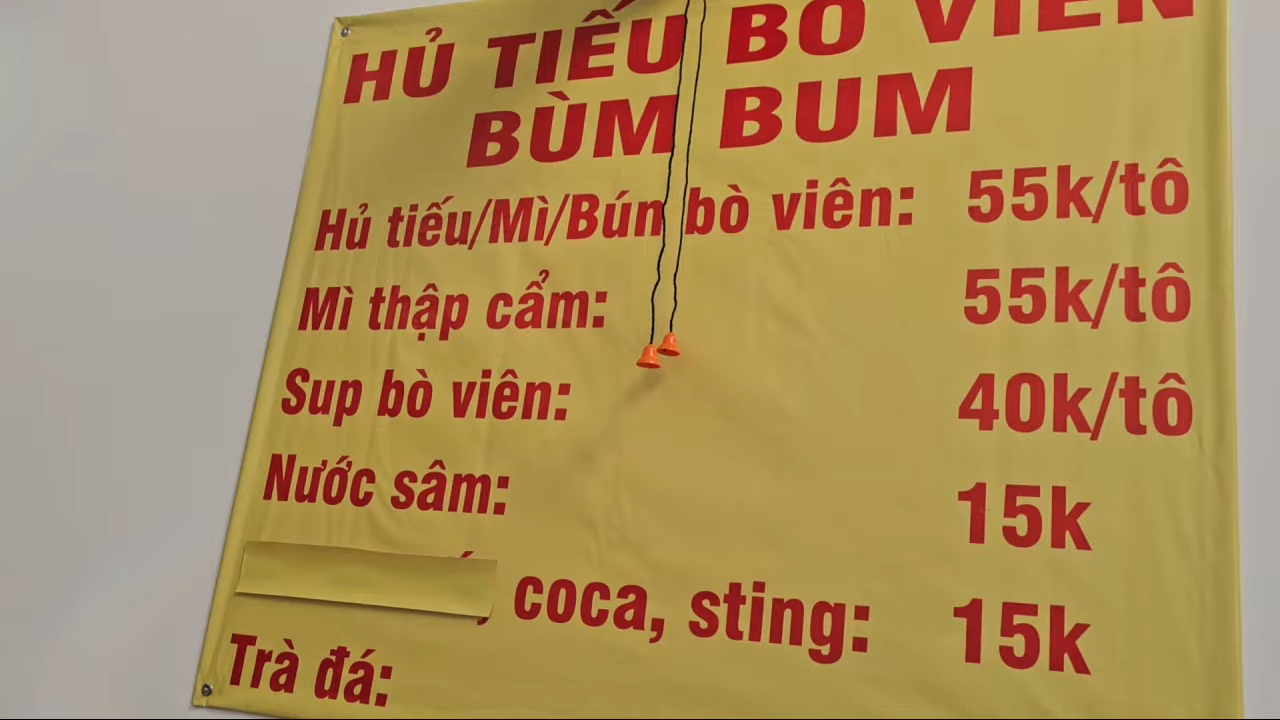 HỦ TIẾU BÒ VIÊN
BÙM BUM
Hủ tiếu/Mì/Bún bò viên: 55k/tô
Mì thập cẩm: 55k/tô
Sup bò viên: 40k/tô
Nước sâm: 15k
, coca, sting: 15k
Trà đá: